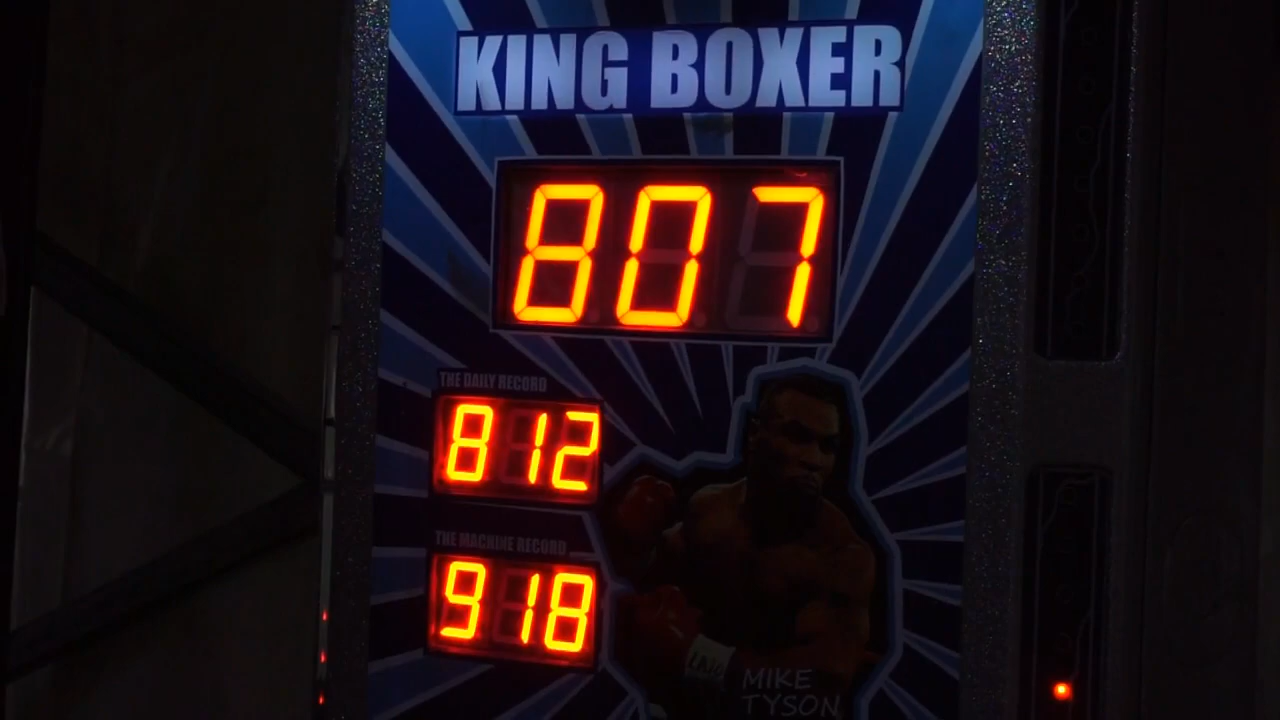 KING BOXER
807
THE DAILY RECORD
812
THE MACHINE RECORD
918
MIKE
TYSON